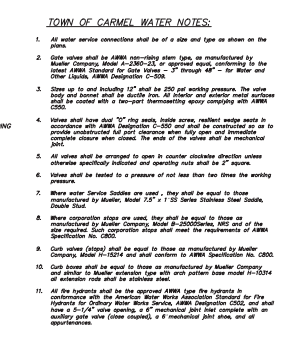 TOWN OF CARMEL WATER NOTES:
1. All water service connections shall be of a size and type as shown on the
plans.
2. Gate valves shall be AWWA non-rising stem type, as manufactured by
Mueller Company, Model A-2360-23, or approved equal, conforming to the
latest AWWA Standard for Gate Valves - 3" through 48" - for Water and
Other Liquids, AWWA Designation C-509.
3. Sizes up to and including 12" shall be 250 psi working pressure. The valve
body and bonnet shall be ductile iron. All interior and exterior metal surfaces
shall be coated with a two-part thermosetting epoxy complying with AWWA
C550.
ING
4. Valves shall have dual "O" ring seals, inside screw, resilient wedge seats in
accordance with AWWA Designation C-550 and shall be constructed so as to
provide unobstructed full port clearance when fully open and immediate
complete closure when closed. The ends of the valves shall be mechanical
joint.
5. All valves shall be arranged to open in counter clockwise direction unless
otherwise specifically indicated and operating nuts shall be 2" square.
6. Valves shall be tested to a pressure of not less than two times the working
pressure.
7. Where water Service Saddles are used , they shall be equal to those
manufactured by Mueller, Model 7.5" x 1 SS Series Stainless Steel Saddle,
Double Stud.
8. Where corporation stops are used, they shall be equal to those as
manufactured by Mueller Company, Model B-25000Series, NRS and of the
size required. Such corporation stops shall meet the requirements of AWWA
Specification No. C800.
9. Curb valves (stops) shall be equal to those as manufactured by Mueller
Company, Model H-15214 and shall conform to AWWA Specification No. C800.
10. Curb boxes shall be equal to those as manufactured by Mueller Company
and similar to Mueller extension type with arch pattern base model H-10314
all extension rods shall be stainless steel.
11. All fire hydrants shall be the approved AWWA type fire hydrants in
conformance with the American Water Works Association Standard for Fire
Hydrants for Ordinary Water Works Service, AWWA Designation, C502, and shall
have a 5-1/4" valve opening, a 6" mechanical joint inlet complete with an
auxiliary gate valve (close coupled), a 6 mechanical joint shoe, and all
appurtenances.